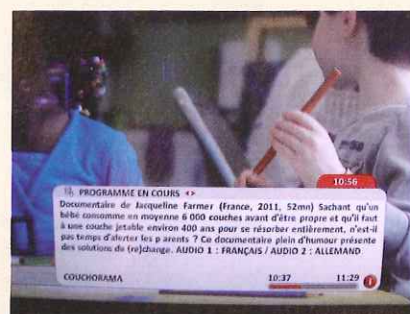 10:56
PROGRAMME EN COURS
Documentaire de Jacqueline Farmer (France, 2011, 52mn) Sachant qu'un
bébé consomme en moyenne 6 000 couches avant d'être propre et qu'il faut
à une couche jetable environ 400 ans pour se résorber entièrement, n'est-il
pas temps d'alerter les p arents ? Ce documentaire plein d'humour présente
des solutions de (re)change. AUDIO 1 : FRANÇAIS / AUDIO 2 : ALLEMAND
COUCHORAMA 10:37 11:29